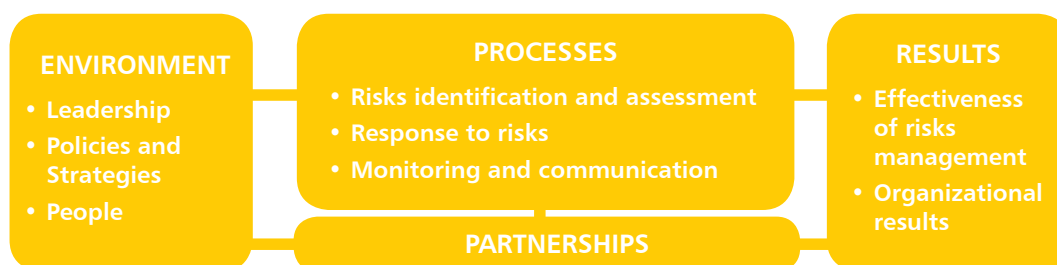 ENVIRONMENT
• Leadership
• Policies and
Strategies
• People
PROCESSES
• Risks identification and assessment
• Response to risks
• Monitoring and communication
PARTNERSHIPS
RESULTS
• Effectiveness
of risks
management
• Organizational
results